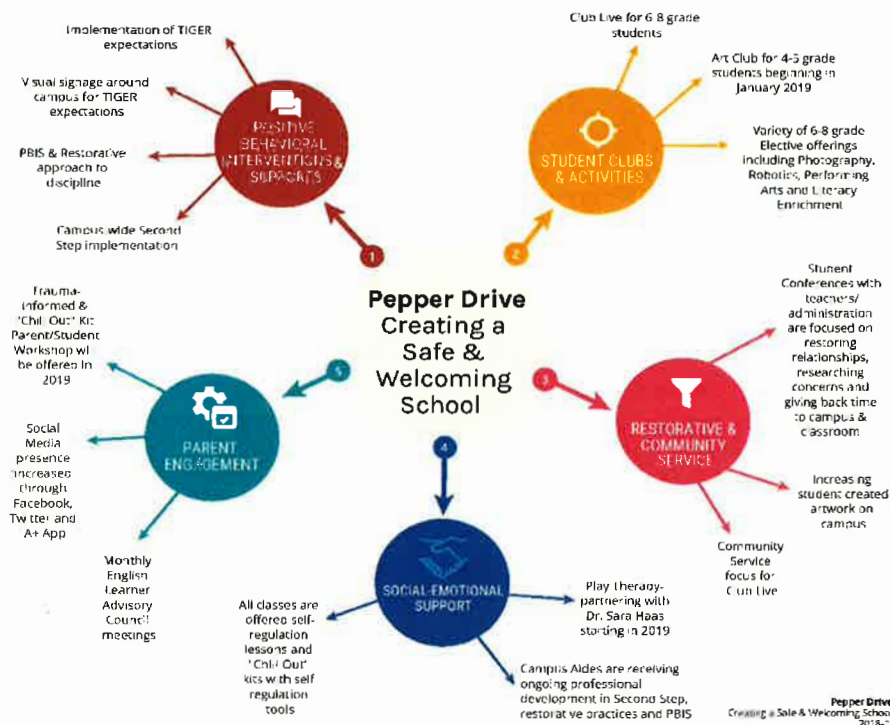 Implementation of TIGER
expectations
Visual signage around
campus for TIGER
expectations
PBIS & Restorative
approach to
discipline
Campus-wide Second
Step implementation
POSITIVE
BEHAVIORAL
INTERVENTIONS &
SUPPORTS
1
Club Live for 6-8 grade
students
Art Club for 4-5 grade
students beginning in
January 2019
Variety of 6-8 grade
Elective offerings
including Photography,
Robotics, Performing
Arts and Literacy
Enrichment
STUDENT CLUBS
& ACTIVITIES
2
Pepper Drive
Creating a
Safe &
Welcoming
School
Student
Conferences with
teachers/
administration
are focused on
restoring
relationships,
researching
concerns and
giving back time
to campus &
classroom
Increasing
student created
artwork on
campus
Community
Service
focus for
Club Live
RESTORATIVE &
COMMUNITY
SERVICE
3
4
SOCIAL-EMOTIONAL
SUPPORT
Play Therapy-
partnering with
Dr. Sara Haas
starting in 2019
Campus Aides are receiving
ongoing professional
development in Second Step,
restorative practices and PBIS
All classes are
offered self-
regulation
lessons and
"Chill Out"
kits with self
regulation
tools
5
PARENT
ENGAGEMENT
Trauma-
informed &
"Chill Out" Kit
Parent/Student
Workshop wil
be offered in
2019
Social
Media
presence
increased
through
Facebook,
Twitter and
A+ App
Monthly
English
Learner
Advisory
Council
meetings
Pepper Drive
Creating a Safe & Welcoming School